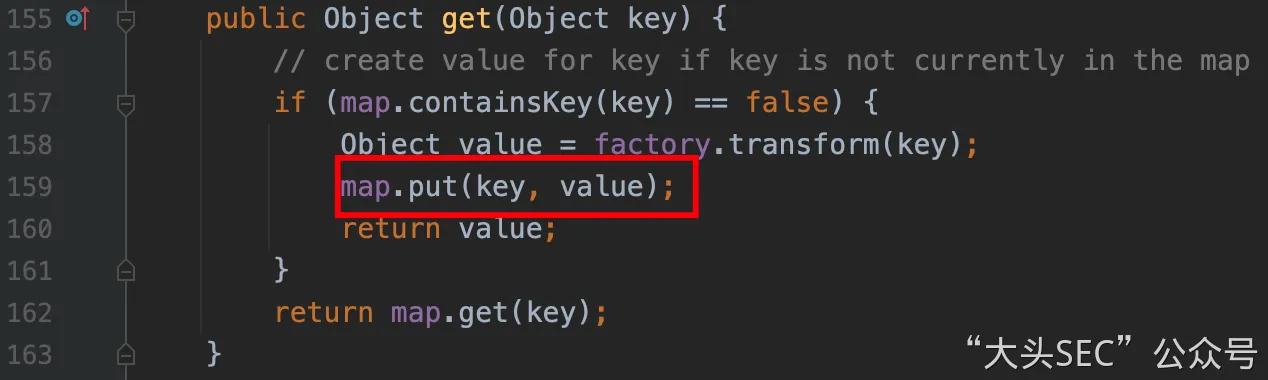 155 public Object get(Object key) {
156 // create value for key if key is not currently in the map
157 if (map.containsKey(key) == false) {
158 Object value = factory.transform(key);
159 map.put(key, value);
160 return value;
161 }
162 return map.get(key);
163 }
“大头SEC”公众号